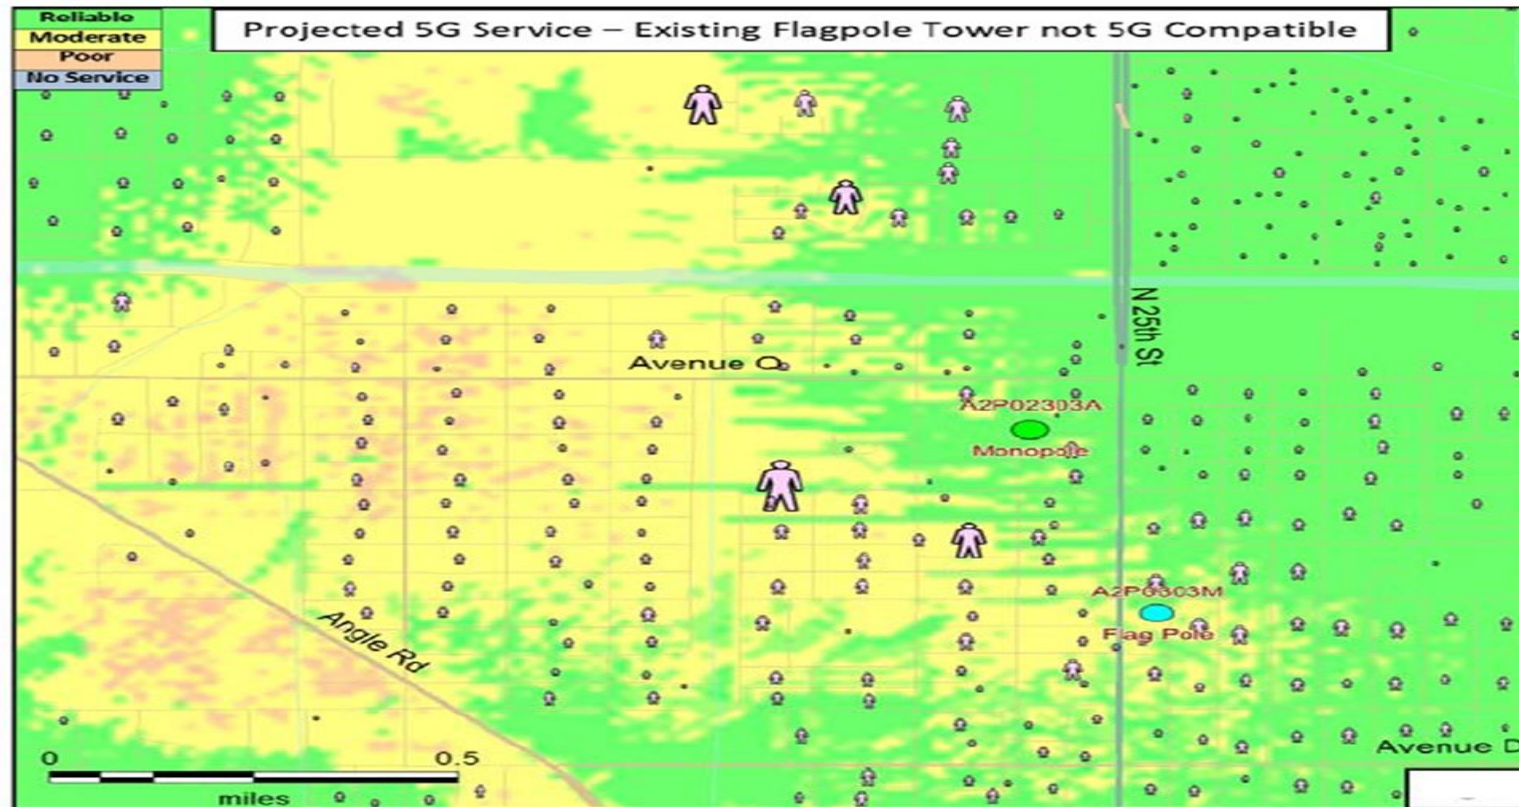 Reliable
Moderate
Poor
No Service
Projected 5G Service – Existing Flagpole Tower not 5G Compatible
N 25th St
Avenue Q
A2P02303A
Monopole
A2P0303M
Flag Pole
Angle Rd
Avenue D
0 0.5
miles